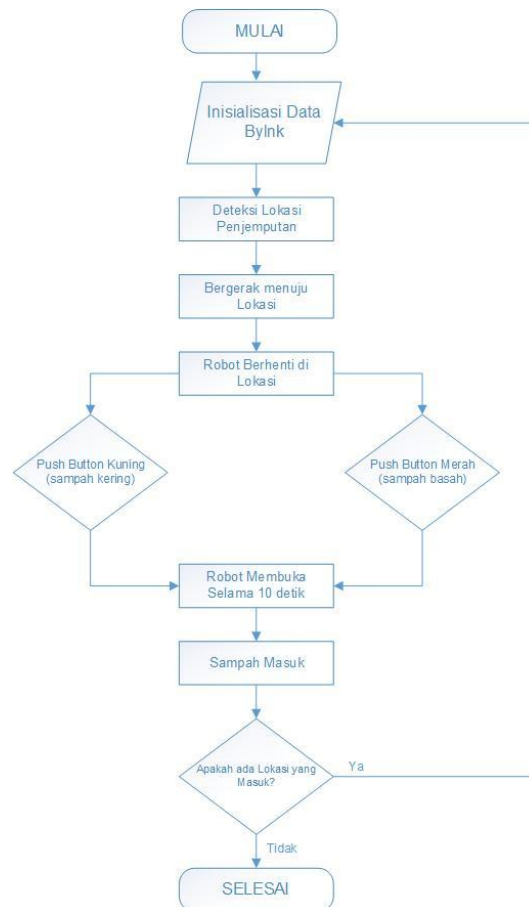 MULAI
Inisialisasi Data
Bylnk
Deteksi Lokasi
Penjemputan
Bergerak menuju
Lokasi
Robot Berhenti di
Lokasi
Push Button Kuning
(sampah kering)
Push Button Merah
(sampah basah)
Robot Membuka
Selama 10 detik
Sampah Masuk
Apakah ada Lokasi yang
Masuk?
Ya
Tidak
SELESAI